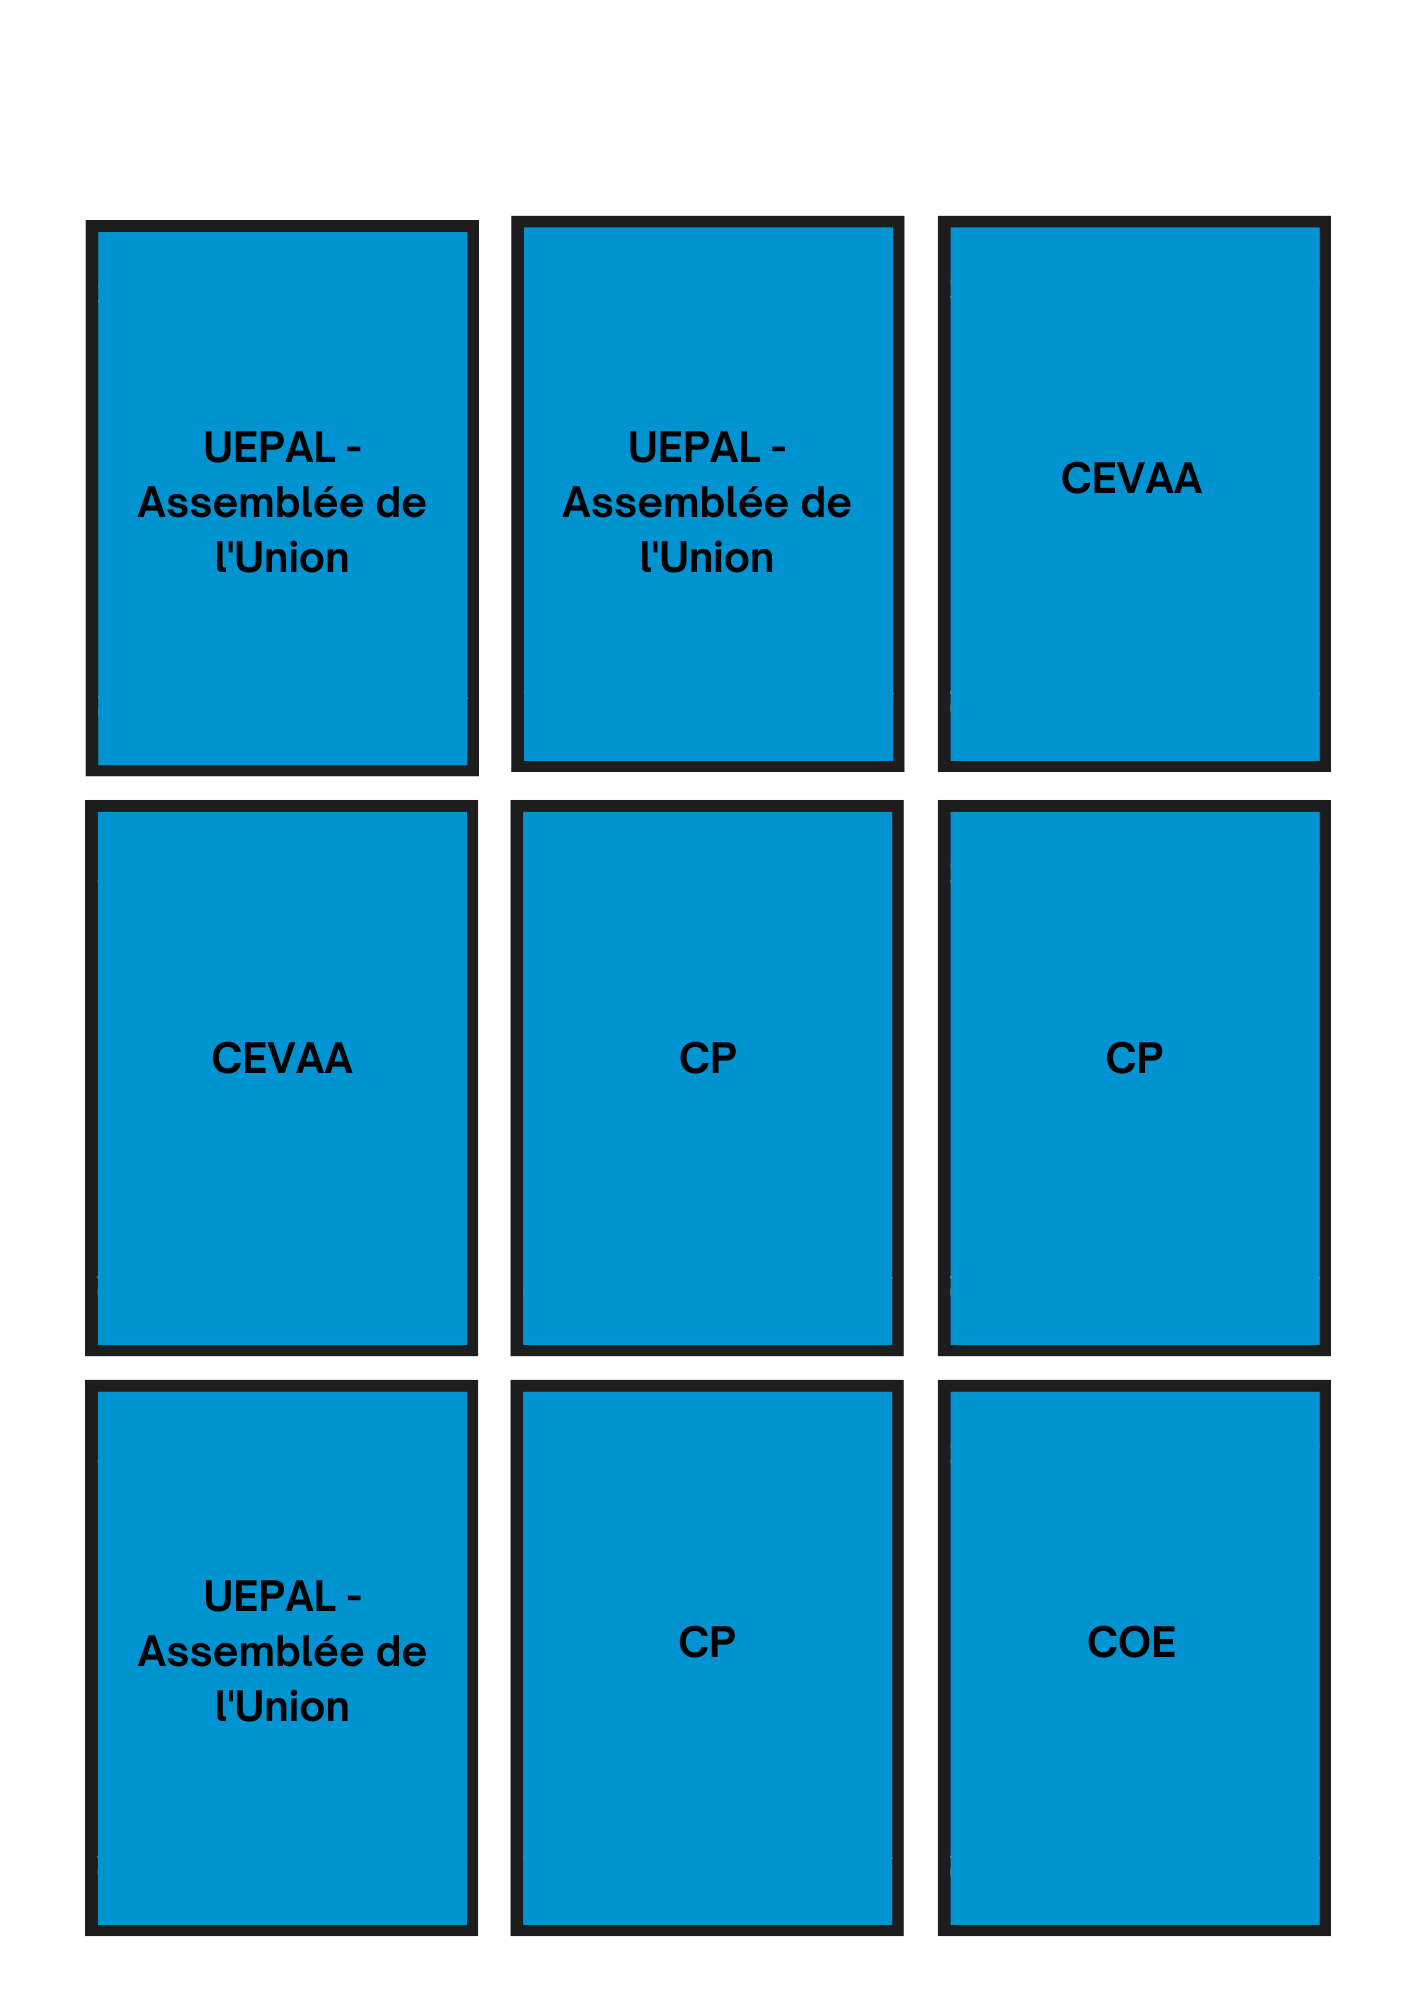 UEPAL -
Assemblée de
l'Union
UEPAL -
Assemblée de
l'Union
CEVAA
CEVAA
CP
CP
UEPAL -
Assemblée de
l'Union
CP
COE